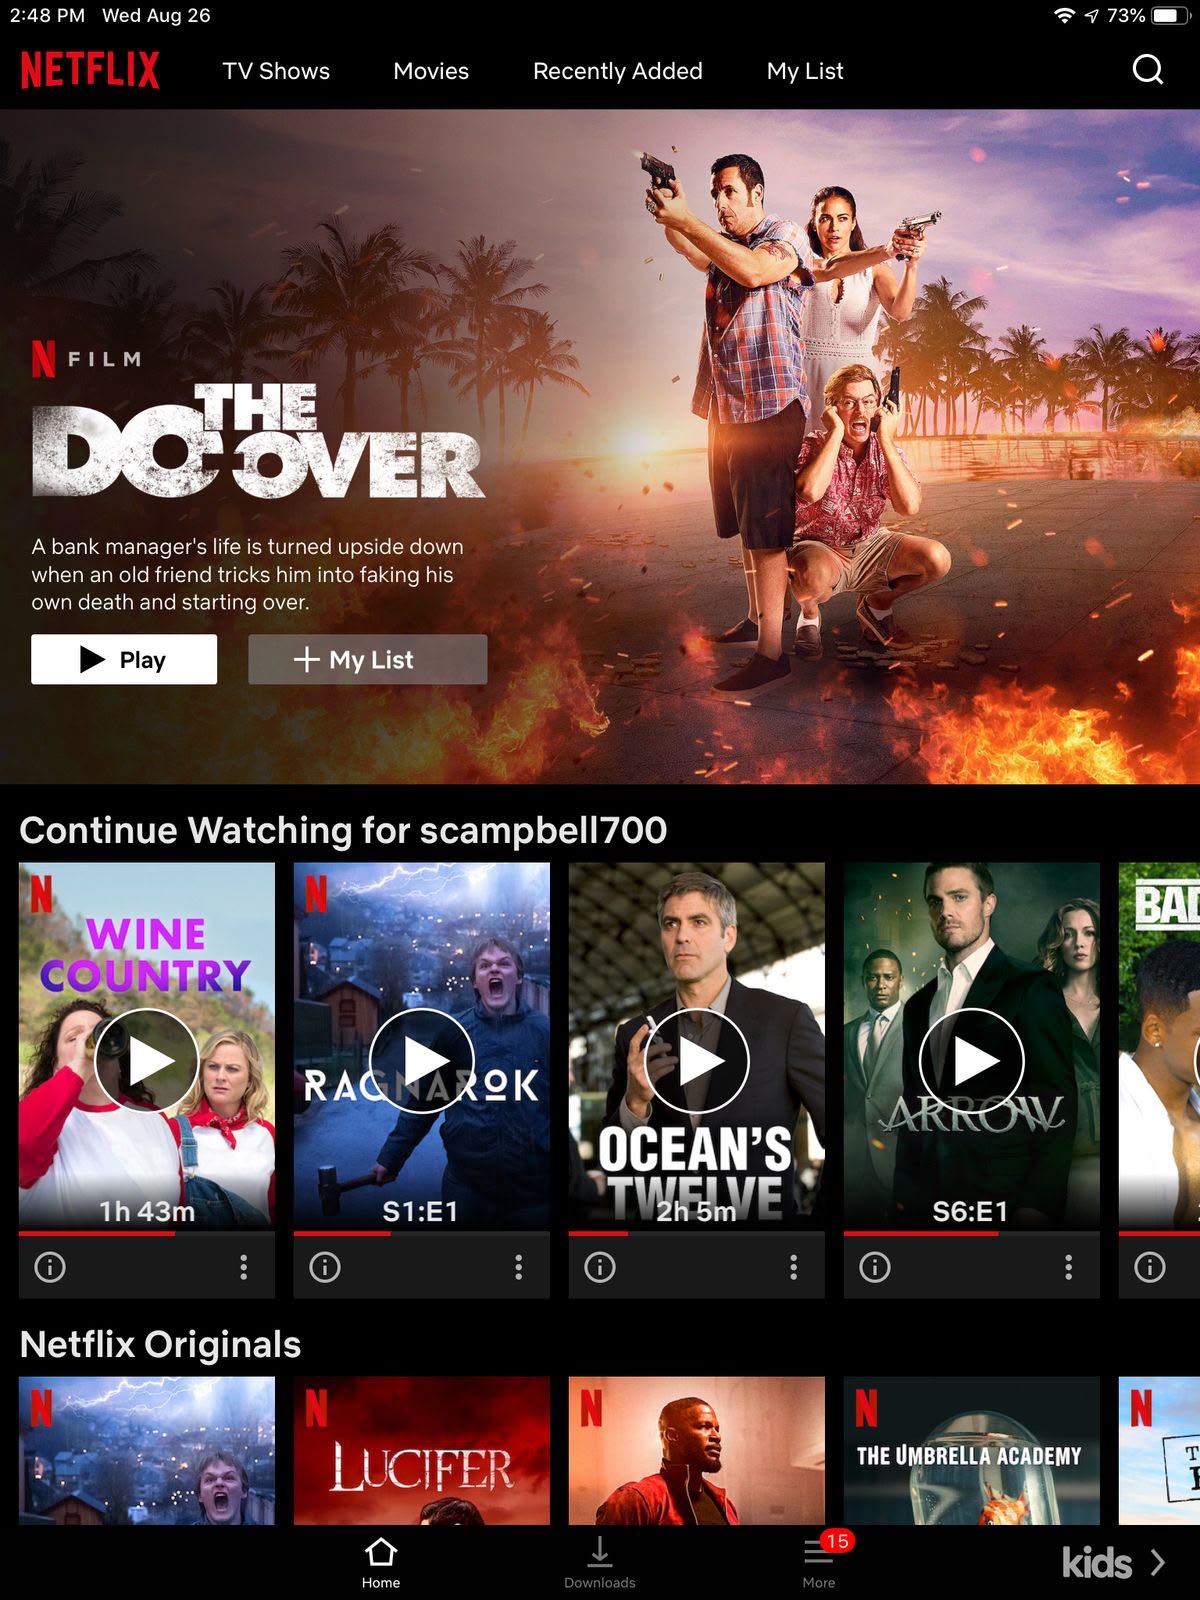 2:48 PM Wed Aug 26
73%
NETFLIX TV Shows Movies Recently Added My List
N FILM
THE
DO-OVER
A bank manager's life is turned upside down
when an old friend tricks him into faking his
own death and starting over.
Play + My List
Continue Watching for scampbell700
N
WINE
COUNTRY
1h 43m
N
RAGNAROK
S1:E1
OCEAN'S
TWELVE
2h 5m
ARROW
S6:E1
BAD
Netflix Originals
N
N
LUCIFER
N
N
THE UMBRELLA ACADEMY
N
Home
Downloads
15
More
kids